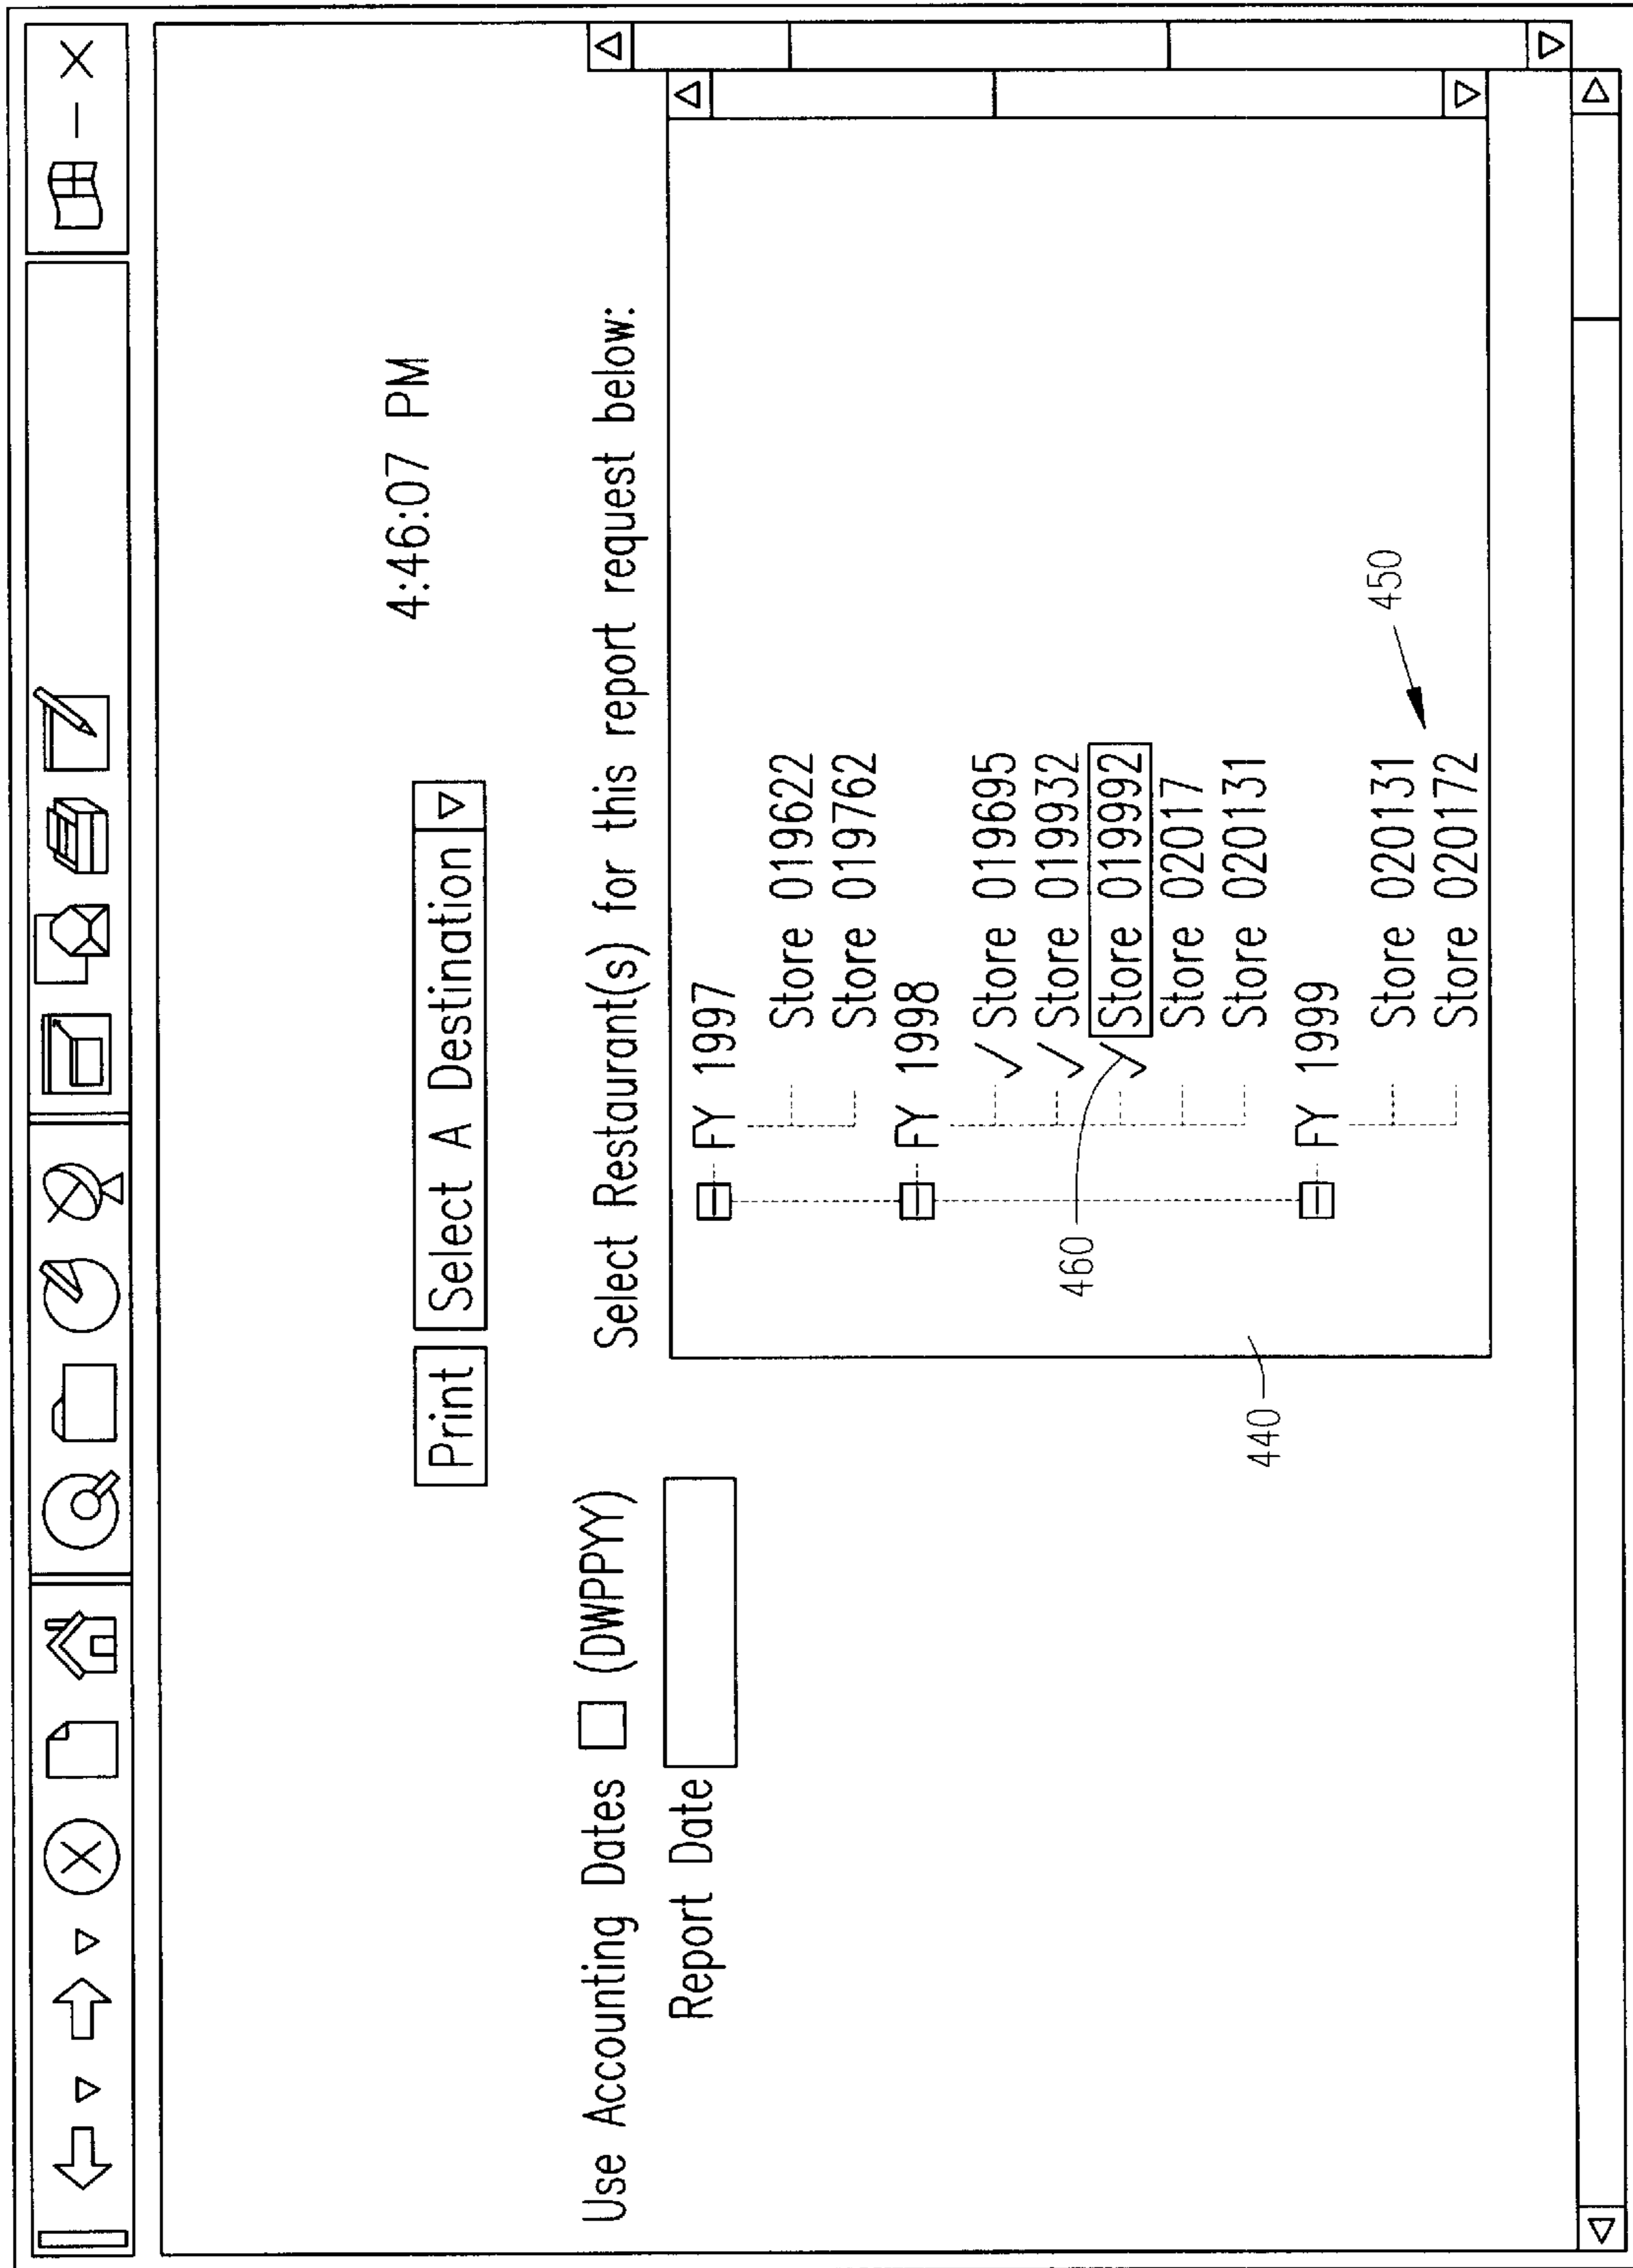 4:46:07 PM
Print Select A Destination
Use Accounting Dates (DWPPYY)
Report Date
Select Restaurant(s) for this report request below:
FY 1997
Store 019622
Store 019762
FY 1998
Store 019695
Store 019932
Store 019992
Store 02017
Store 020131
FY 1999
Store 020131
Store 020172
460
450
440